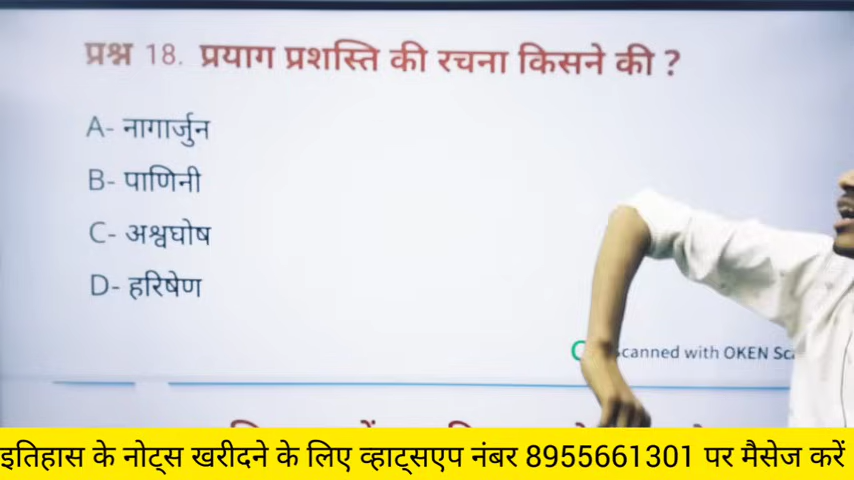 प्रश्न 18. प्रयाग प्रशस्ति की रचना किसने की ?
A- नागार्जुन
B- पाणिनी
C- अश्वघोष
D- हरिषेण
canned with OKEN Sca
इतिहास के नोट्स खरीदने के लिए व्हाट्सएप नंबर 8955661301 पर मैसेज करें